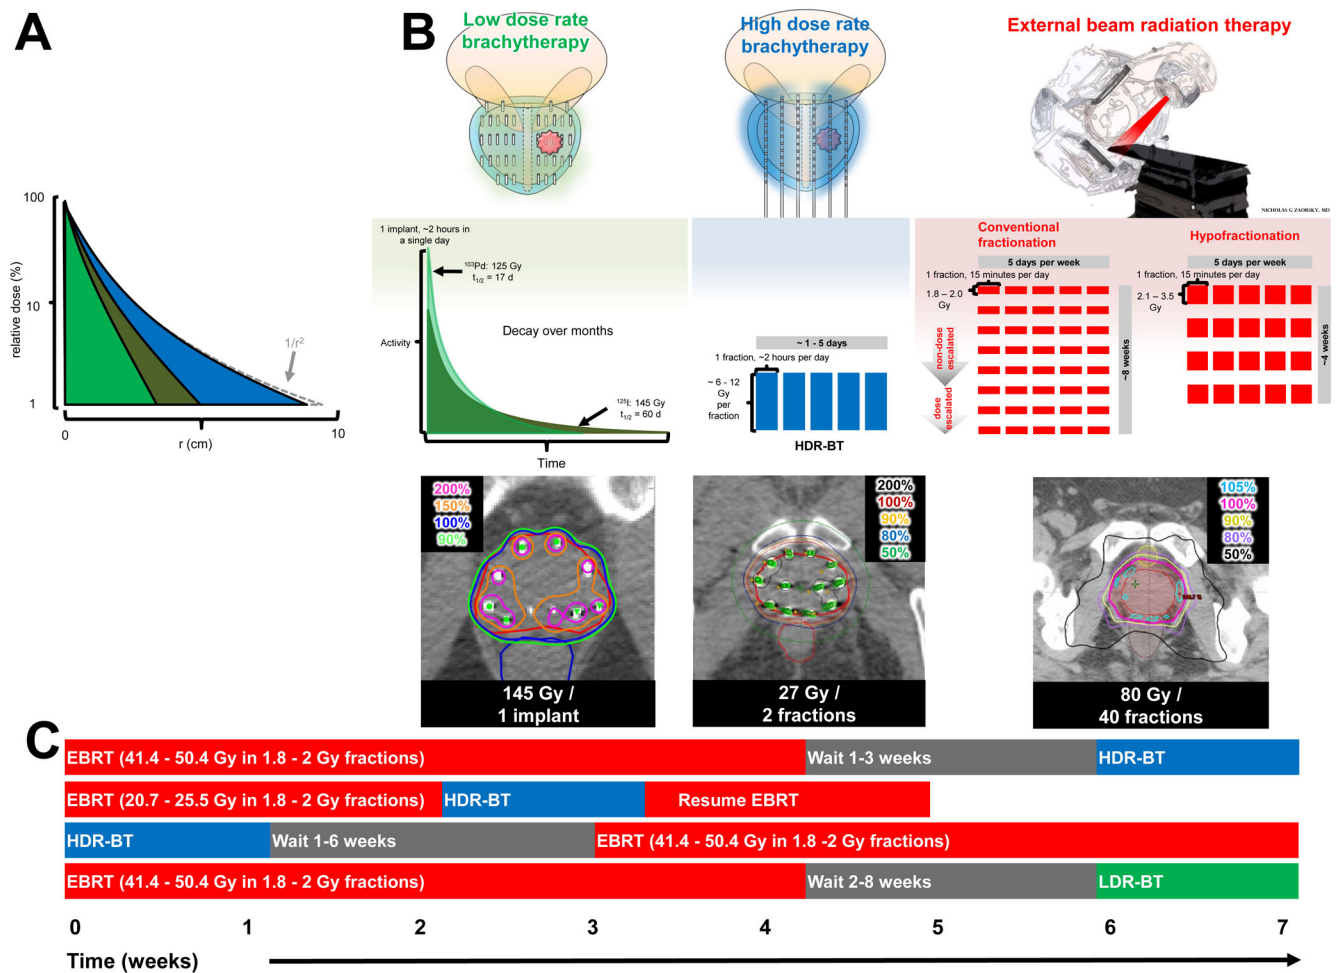 A
100
10
1
relative dose (%)
1/r²
0
10
r (cm)
B
Low dose rate
brachytherapy
High dose rate
brachytherapy
External beam radiation therapy
NICHOLAS G ZAORSKY, MD
1 implant, ~2 hours in
a single day
¹⁰³Pd: 125 Gy
t1/2 = 17 d
Activity
Decay over months
¹²⁵I: 145 Gy
t1/2 = 60 d
Time
~ 1 - 5 days
1 fraction, ~2 hours per day
~ 6 - 12
Gy
per
fraction
HDR-BT
Conventional
fractionation
5 days per week
1 fraction, 15 minutes per day
1.8 – 2.0
Gy
non-dose
escalated
dose
escalated
~8 weeks
Hypofractionation
5 days per week
1 fraction, 15 minutes per day
2.1 – 3.5
Gy
~4 weeks
200%
150%
100%
90%
145 Gy /
1 implant
200%
100%
90%
80%
50%
27 Gy /
2 fractions
105%
100%
90%
80%
50%
80 Gy /
40 fractions
C
EBRT (41.4 - 50.4 Gy in 1.8 - 2 Gy fractions)
Wait 1-3 weeks
HDR-BT
EBRT (20.7 - 25.5 Gy in 1.8 - 2 Gy fractions)
HDR-BT
Resume EBRT
HDR-BT
Wait 1-6 weeks
EBRT (41.4 - 50.4 Gy in 1.8 -2 Gy fractions)
EBRT (41.4 - 50.4 Gy in 1.8 - 2 Gy fractions)
Wait 2-8 weeks
LDR-BT
0 1 2 3 4 5 6 7
Time (weeks)